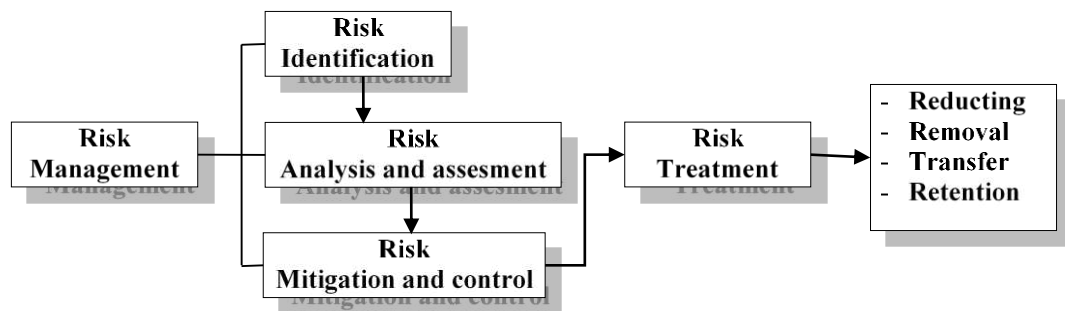 Risk
Identification
Risk
Management
Risk
Analysis and assesment
Risk
Mitigation and control
Risk
Treatment
- Reducting
- Removal
- Transfer
- Retention